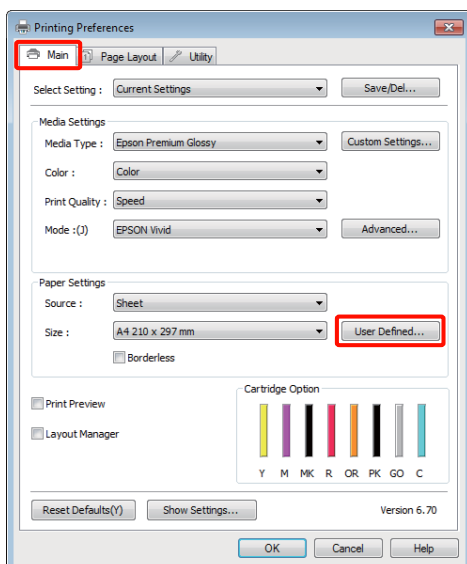 Printing Preferences
Main Page Layout Utility
Select Setting : Current Settings Save/Del...
Media Settings
Media Type : Epson Premium Glossy Custom Settings...
Color : Color
Print Quality : Speed
Mode :(J) EPSON Vivid Advanced...
Paper Settings
Source : Sheet
Size : A4 210 x 297 mm User Defined...
Borderless
Cartridge Option
Print Preview
Layout Manager
Y M MK R OR PK GO C
Reset Defaults(Y) Show Settings... Version 6.70
OK Cancel Help